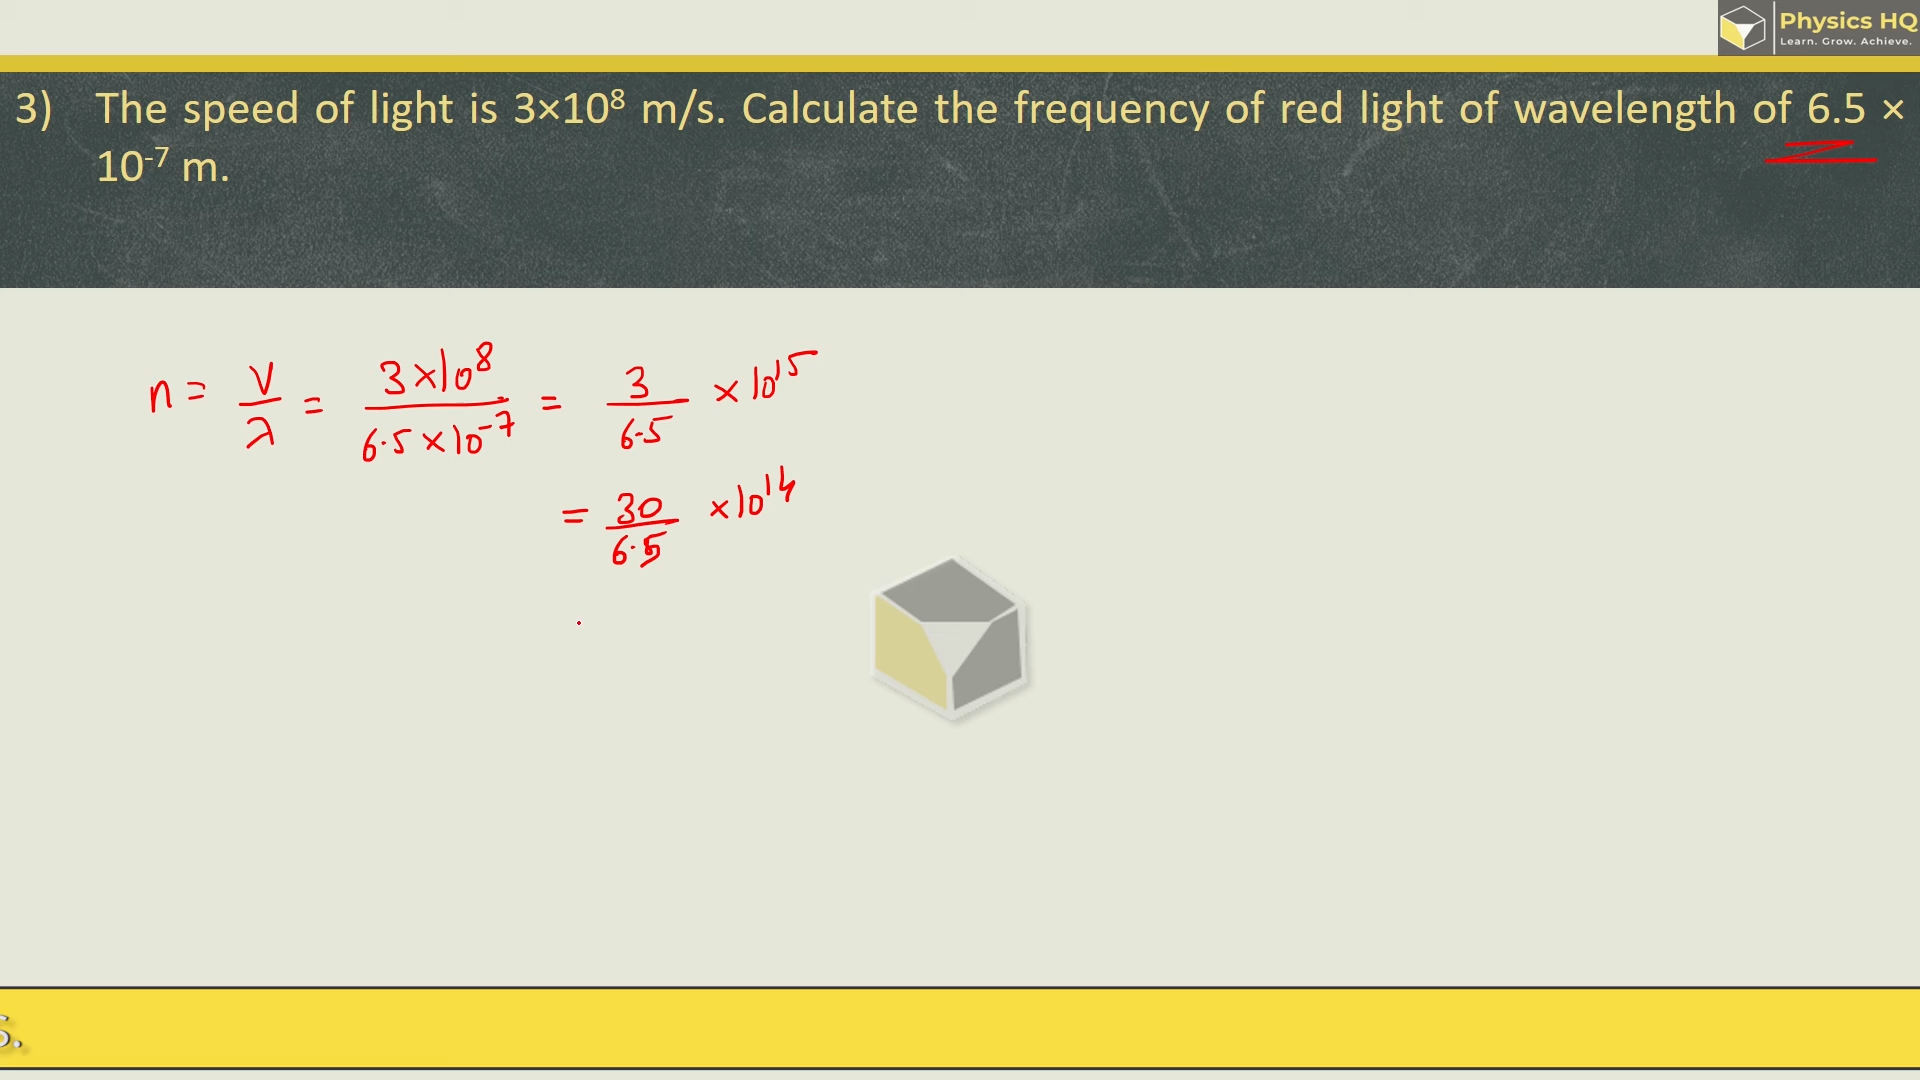 Physics HQ
Learn. Grow. Achieve.
3) The speed of light is 3×10⁸ m/s. Calculate the frequency of red light of wavelength of 6.5 ×
10⁻⁷ m.
n = V/λ = 3×10⁸/6.5×10⁻⁷ = 3/6.5 ×10¹⁵
= 30/6.5 ×10¹⁴
s.